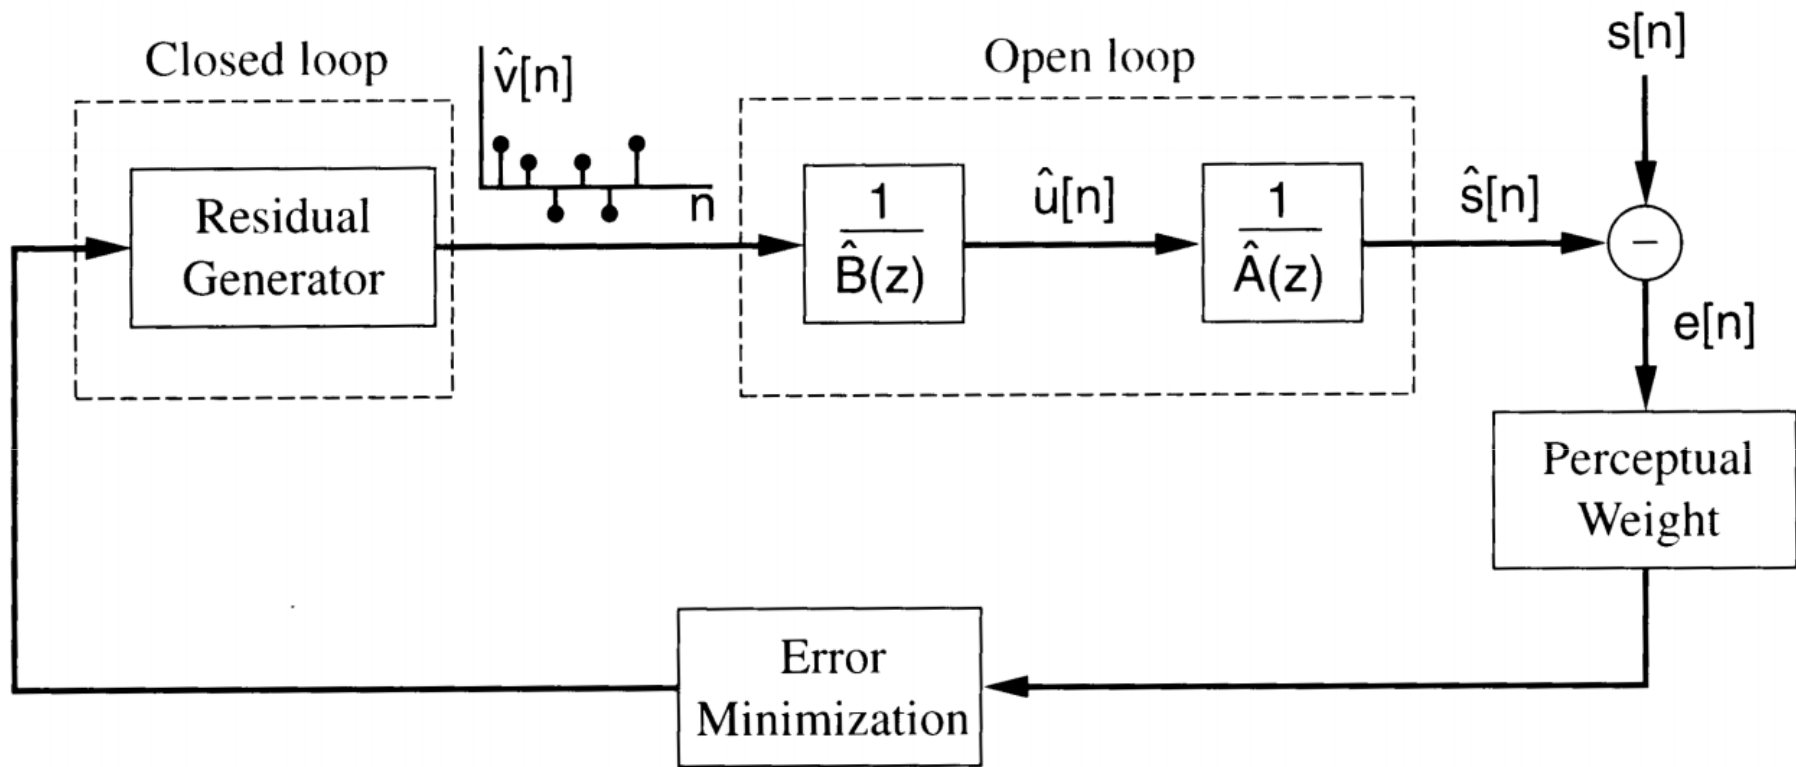 Closed loop
v̂[n]
n
Open loop
s[n]
Residual
Generator
1
B̂(z)
û[n]
1
Â(z)
ŝ[n]
−
e[n]
Perceptual
Weight
Error
Minimization